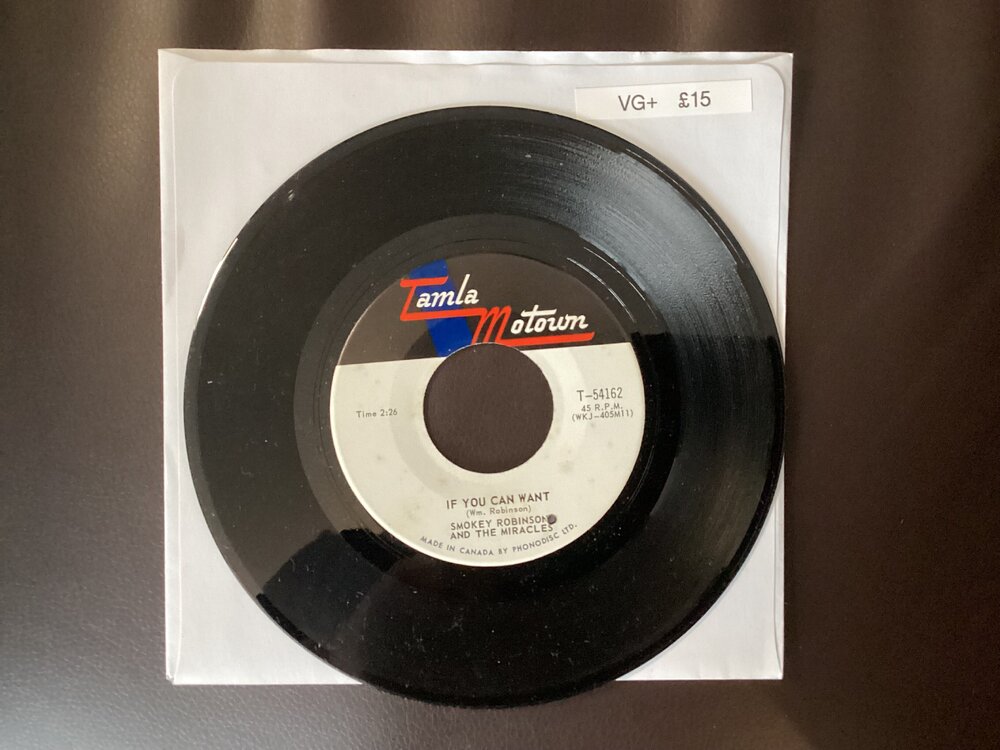 VG+ £15
Tamla
Motown
Time 2:26
T-54162
45 R.P.M.
(WKJ-405M11)
IF YOU CAN WANT
(Wm. Robinson)
SMOKEY ROBINSON
AND THE MIRACLES
MADE IN CANADA BY PHONODISC LTD.